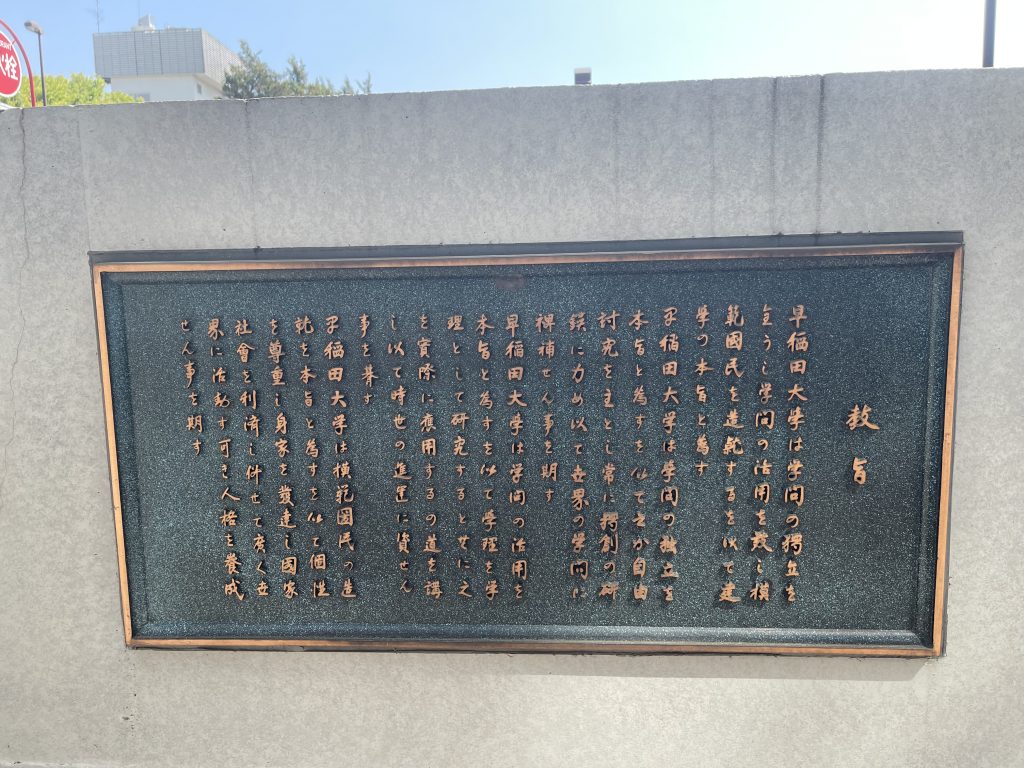 教旨
早稲田大學は学問の獨立を
全うし学問の活用を效し模
範國民を造就するを以て建
學の本旨と為す
早稲田大学は学問の独立を
本旨と為すを以て之か自由
討究を主とし常に獨創の研
鑚に力め以て世界の学問に
裨補せん事を期す
早稲田大学は学問の活用を
本旨と為すを以て学理を学
理として研究すると共に之
を實際に應用するの道を講
し以て時世の進運に資せん
事を期す
早稲田大学は模範國民の造
就を本旨と為すを以て個性
を尊重し身家を發達し國家
社會を利済し併せて廣く世
界に活動す可き人格を養成
せん事を期す
火栓